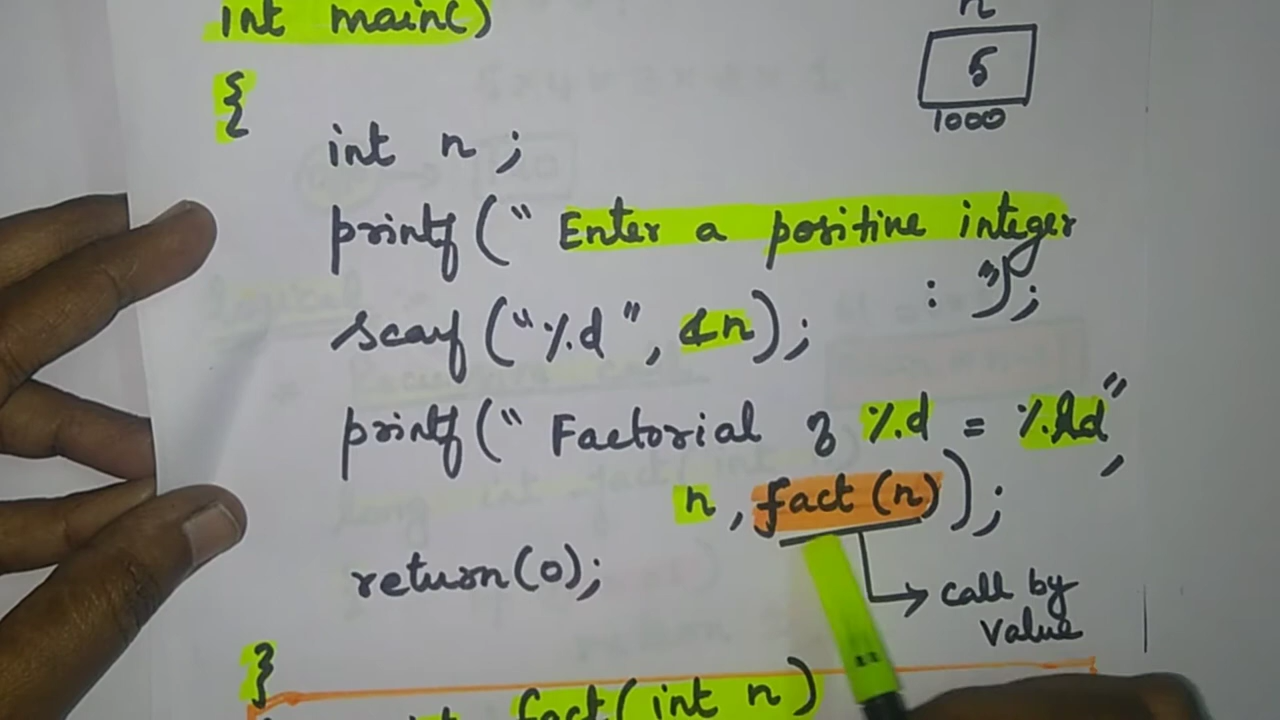 int main()
n
5
1000
{
int n ;
printf (" Enter a positive integer
: ");
scanf ("%d", &n);
printf (" Factorial of %d = %ld",
n, fact (n));
call by
value
return(0);
}
int fact(int n)